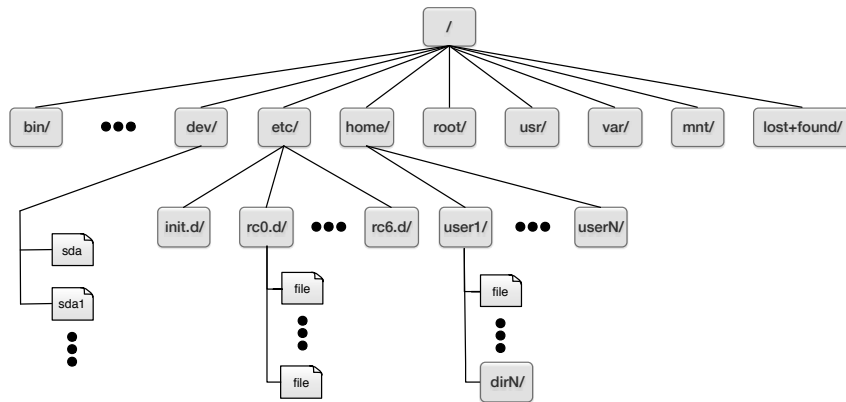 /
bin/ dev/ etc/ home/ root/ usr/ var/ mnt/ lost+found/
init.d/ rc0.d/ rc6.d/ user1/ userN/
sda
file file
sda1
file dirN/